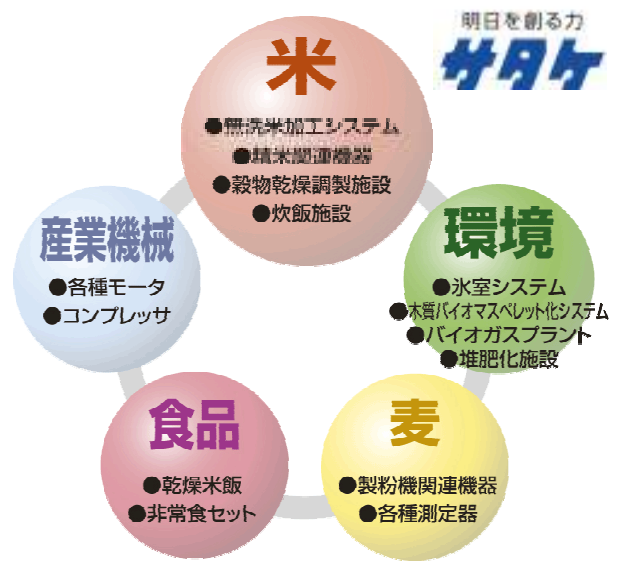 明日を創る力
サタケ
米
●無洗米加工システム
●精米関連機器
●穀物乾燥調製施設
●炊飯施設
産業機械
●各種モータ
●コンプレッサ
環境
●氷室システム
●木質バイオマスペレット化システム
●バイオガスプラント
●堆肥化施設
食品
●乾燥米飯
●非常食セット
麦
●製粉機関連機器
●各種測定器